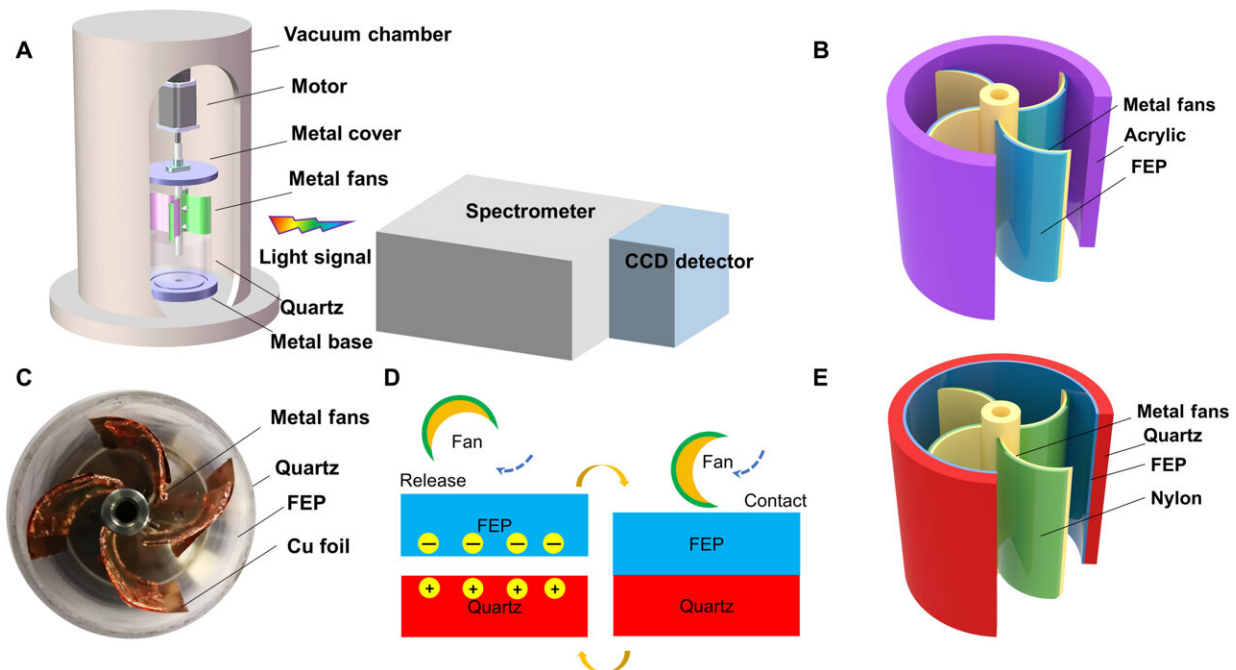 A
Vacuum chamber
Motor
Metal cover
Metal fans
Light signal
Quartz
Metal base
Spectrometer
CCD detector
B
Metal fans
Acrylic
FEP
C
Metal fans
Quartz
FEP
Cu foil
D
Fan
Release
FEP
− − − −
+ + + +
Quartz
Fan
Contact
FEP
Quartz
E
Metal fans
Quartz
FEP
Nylon